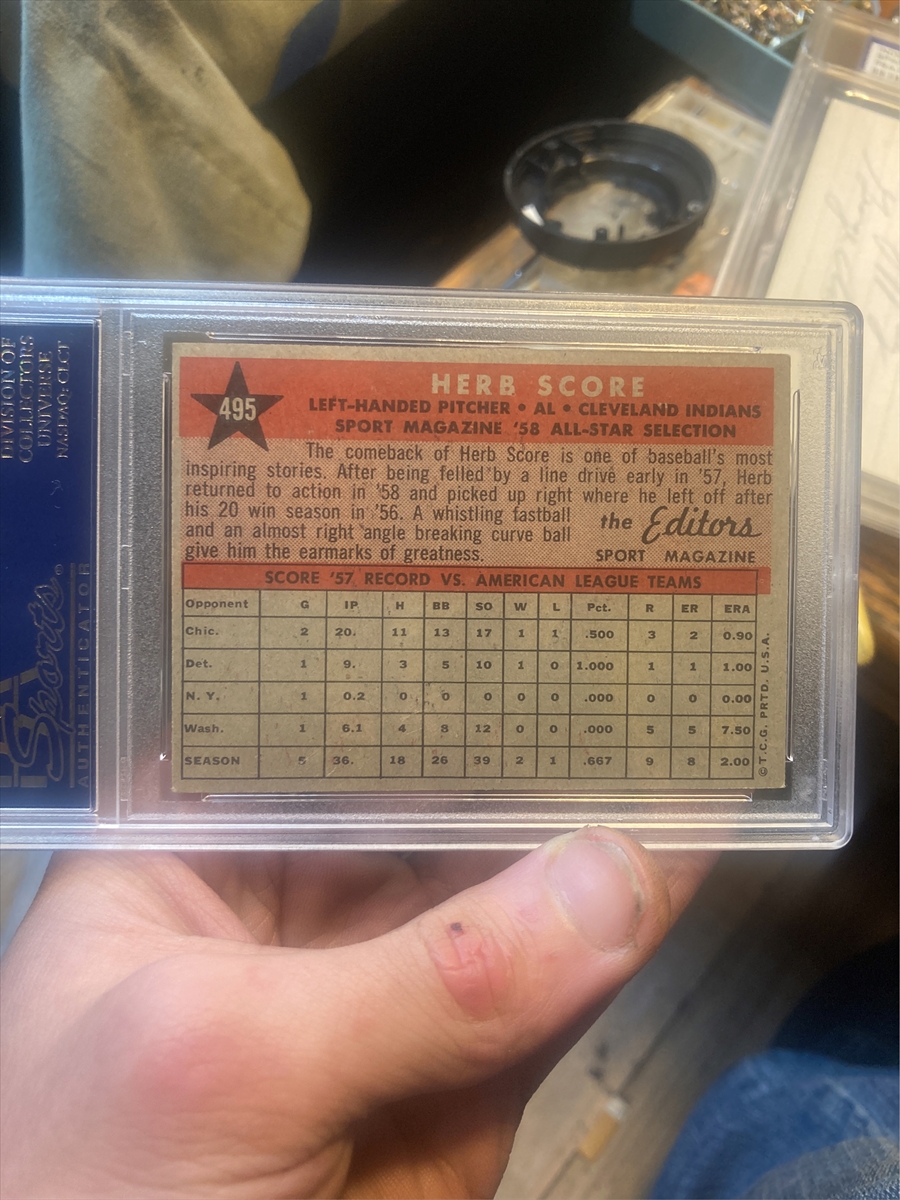 DIVISION OF
COLLECTORS
UNIVERSE
NASDAQ: CLCT
Sports®
AUTHENTICATOR
495
HERB SCORE
LEFT-HANDED PITCHER • AL • CLEVELAND INDIANS
SPORT MAGAZINE '58 ALL-STAR SELECTION
The comeback of Herb Score is one of baseball's most
inspiring stories. After being felled by a line drive early in '57, Herb
returned to action in '58 and picked up right where he left off after
his 20 win season in '56. A whistling fastball
and an almost right angle breaking curve ball
give him the earmarks of greatness.
the Editors
SPORT MAGAZINE
SCORE '57 RECORD VS. AMERICAN LEAGUE TEAMS
Opponent G IP H BB SO W L Pct. R ER ERA
Chic. 2 20. 11 13 17 1 1 .500 3 2 0.90
Det. 1 9. 3 5 10 1 0 1.000 1 1 1.00
N. Y. 1 0.2 0 0 0 0 0 .000 0 0 0.00
Wash. 1 6.1 4 8 12 0 0 .000 5 5 7.50
SEASON 5 36. 18 26 39 2 1 .667 9 8 2.00
©T.C.G. PRTD. U.S.A.